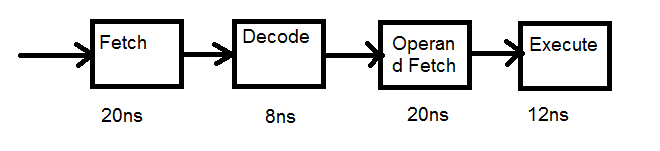 Fetch
Decode
Operan
d Fetch
Execute
20ns
8ns
20ns
12ns